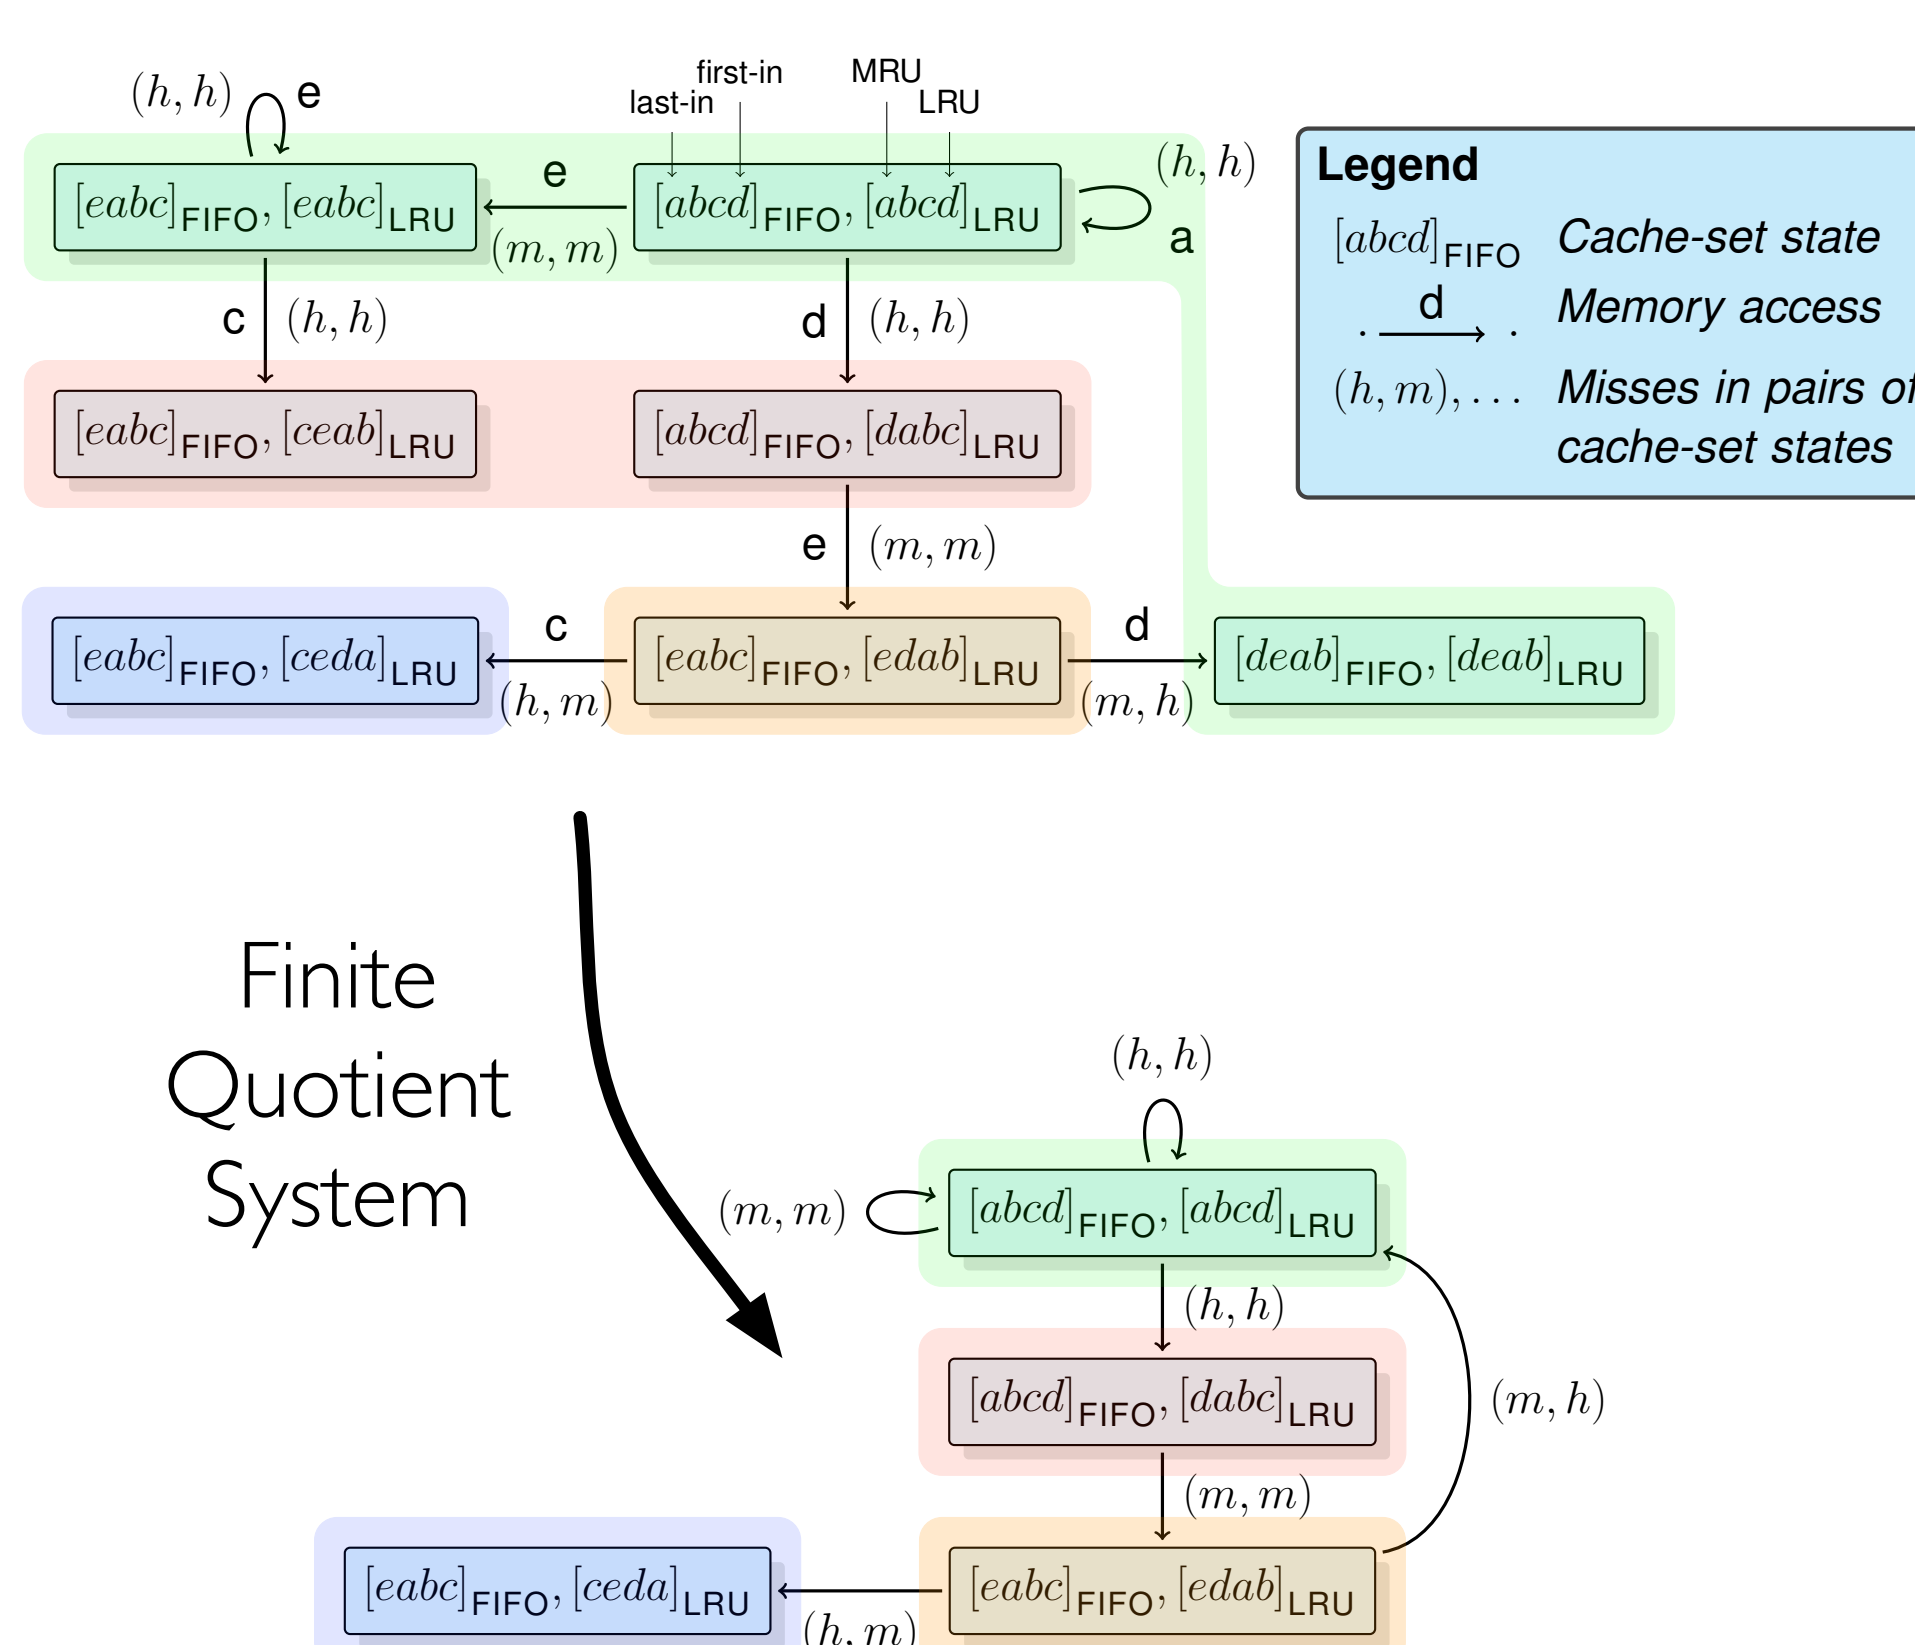 first-in MRU
last-in LRU
(h, h) e
(h, h)
[eabc]FIFO, [eabc]LRU
e
(m, m)
[abcd]FIFO, [abcd]LRU
a
c (h, h)
d (h, h)
[eabc]FIFO, [ceab]LRU
[abcd]FIFO, [dabc]LRU
e (m, m)
[eabc]FIFO, [ceda]LRU
c
(h, m)
[eabc]FIFO, [edab]LRU
d
(m, h)
[deab]FIFO, [deab]LRU
Legend
[abcd]FIFO Cache-set state
. d . Memory access
(h, m), . . . Misses in pairs of
cache-set states
Finite
Quotient
System
(h, h)
(m, m)
[abcd]FIFO, [abcd]LRU
(h, h)
[abcd]FIFO, [dabc]LRU
(m, h)
(m, m)
[eabc]FIFO, [ceda]LRU
(h, m)
[eabc]FIFO, [edab]LRU